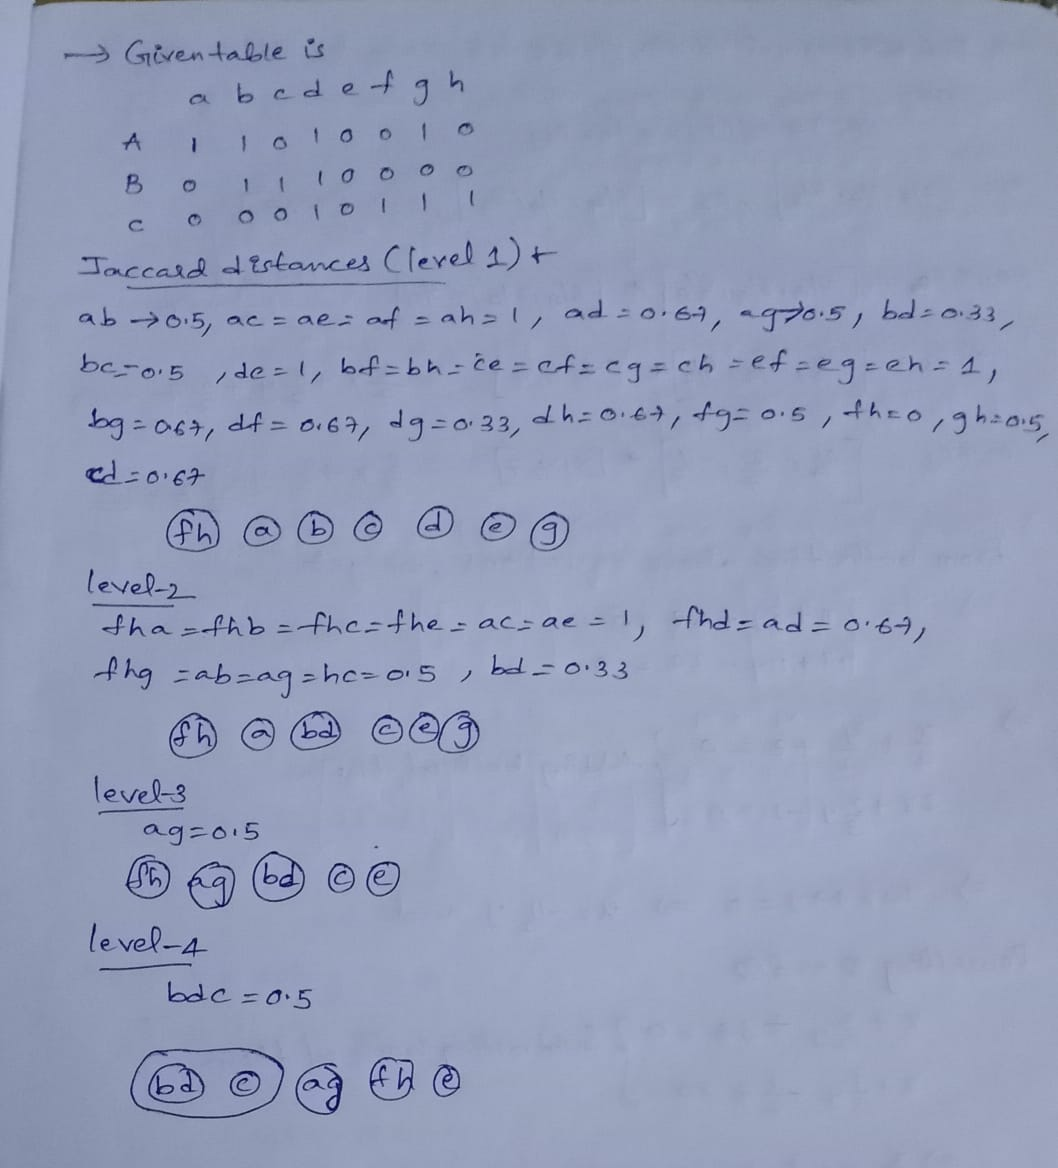 → Given table is
a b c d e f g h
A 1 1 0 1 0 0 1 0
B 0 1 1 1 0 0 0 0
C 0 0 0 1 0 1 1 1
Jaccard distances (level 1) +
ab → 0.5, ac = ae = af = ah = 1, ad = 0.67, ag → 0.5, bd = 0.33,
bc = 0.5, de = 1, bf = bh = ce = cf = cg = ch = ef = eg = eh = 1,
bg = 0.67, df = 0.67, dg = 0.33, dh = 0.67, fg = 0.5, fh = 0, gh = 0.5,
cd = 0.67
fh a b c d e g
level-2
fha = fhb = fhc = fhe = ac = ae = 1, fhd = ad = 0.67,
fhg = ab = ag = hc = 0.5, bd = 0.33
fh a bd c e g
level-3
ag = 0.5
fh ag bd c e
level-4
bdc = 0.5
bd c ag fh e